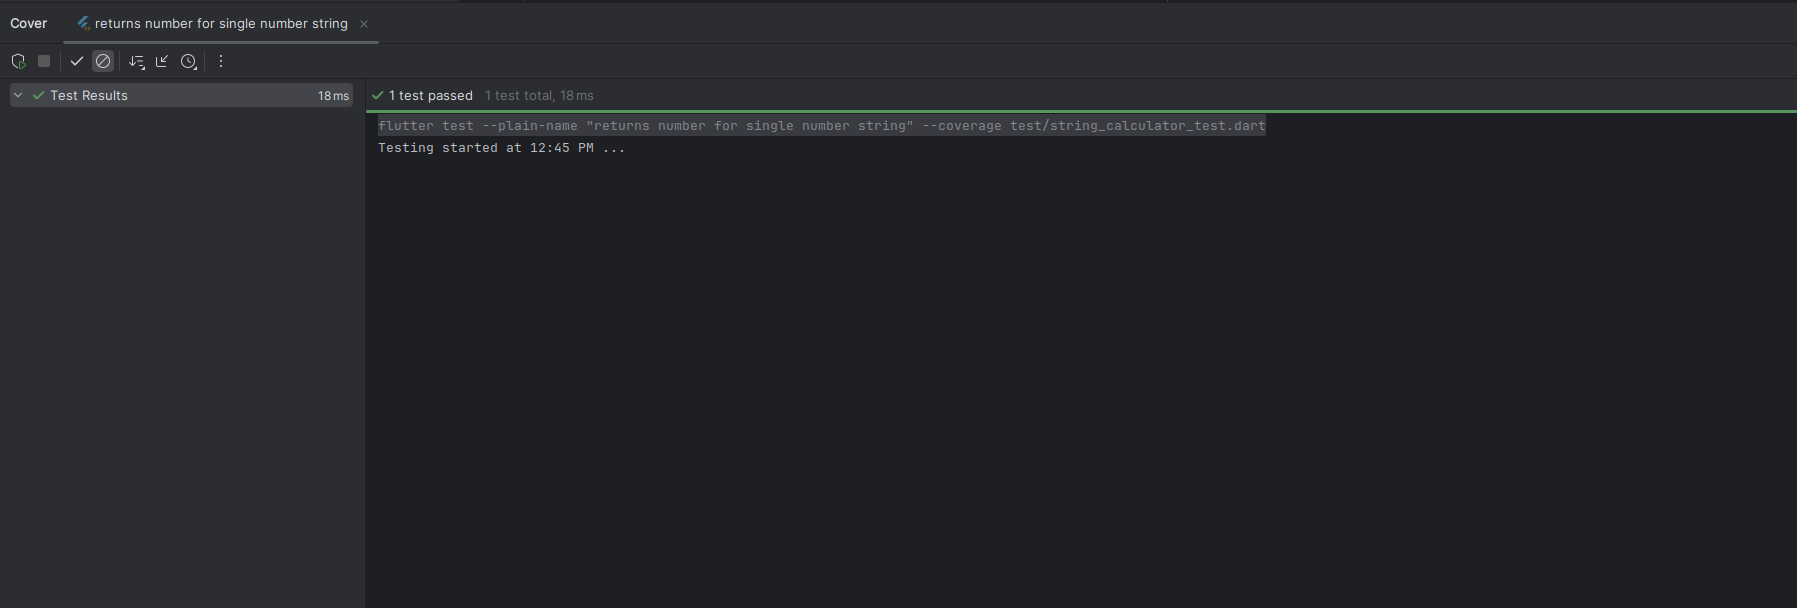 Cover returns number for single number string
Test Results 18 ms
1 test passed 1 test total, 18 ms
flutter test --plain-name "returns number for single number string" --coverage test/string_calculator_test.dart
Testing started at 12:45 PM ...